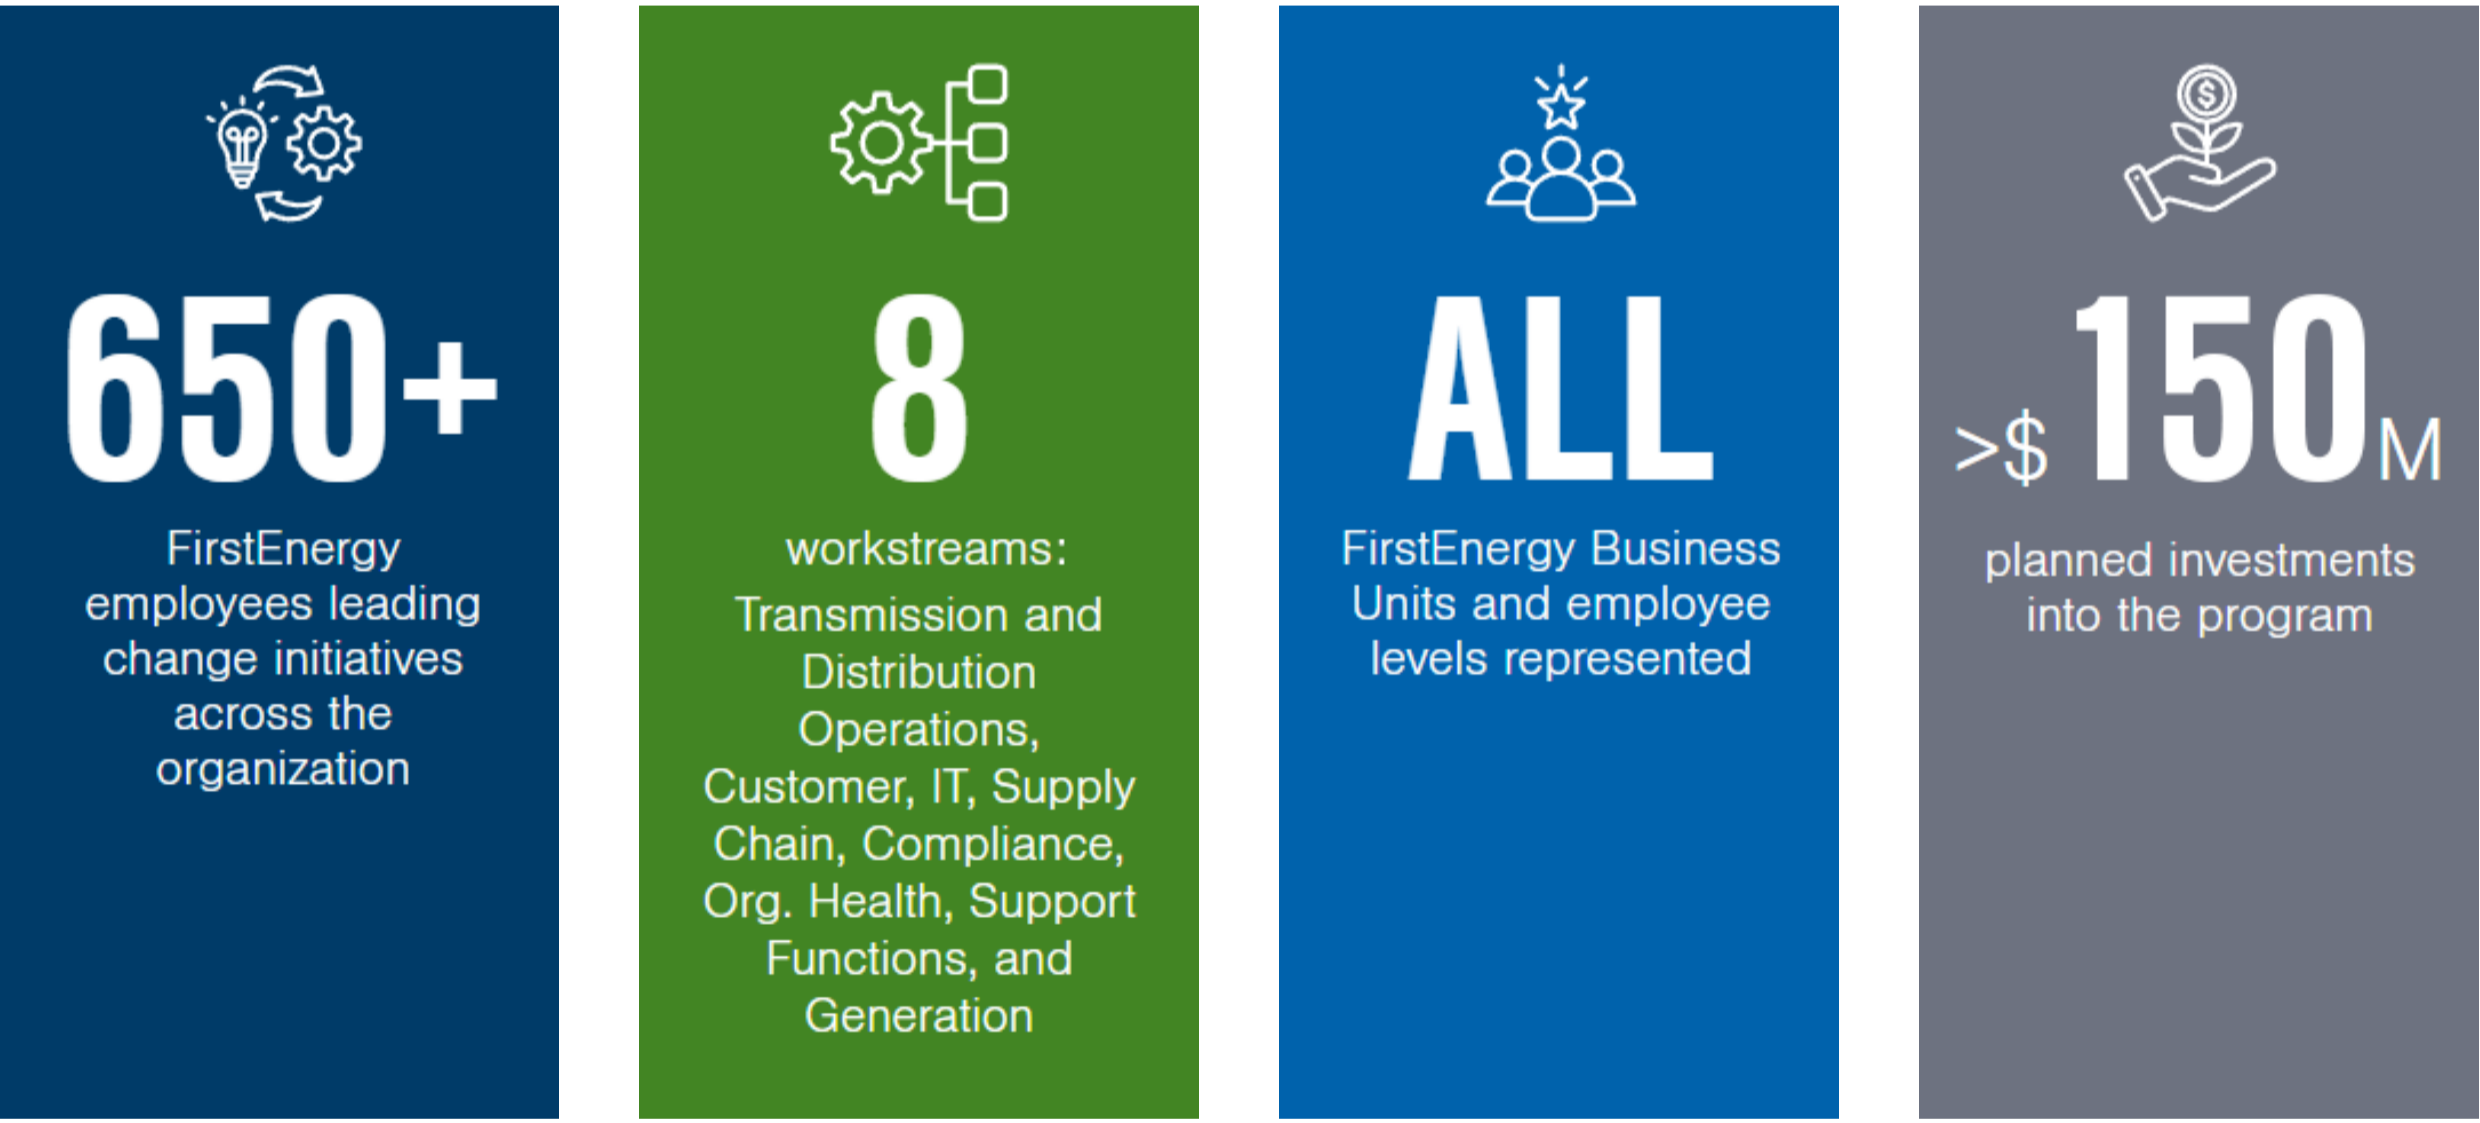 650+
FirstEnergy
employees leading
change initiatives
across the
organization
8
workstreams:
Transmission and
Distribution
Operations,
Customer, IT, Supply
Chain, Compliance,
Org. Health, Support
Functions, and
Generation
ALL
FirstEnergy Business
Units and employee
levels represented
>$150M
planned investments
into the program